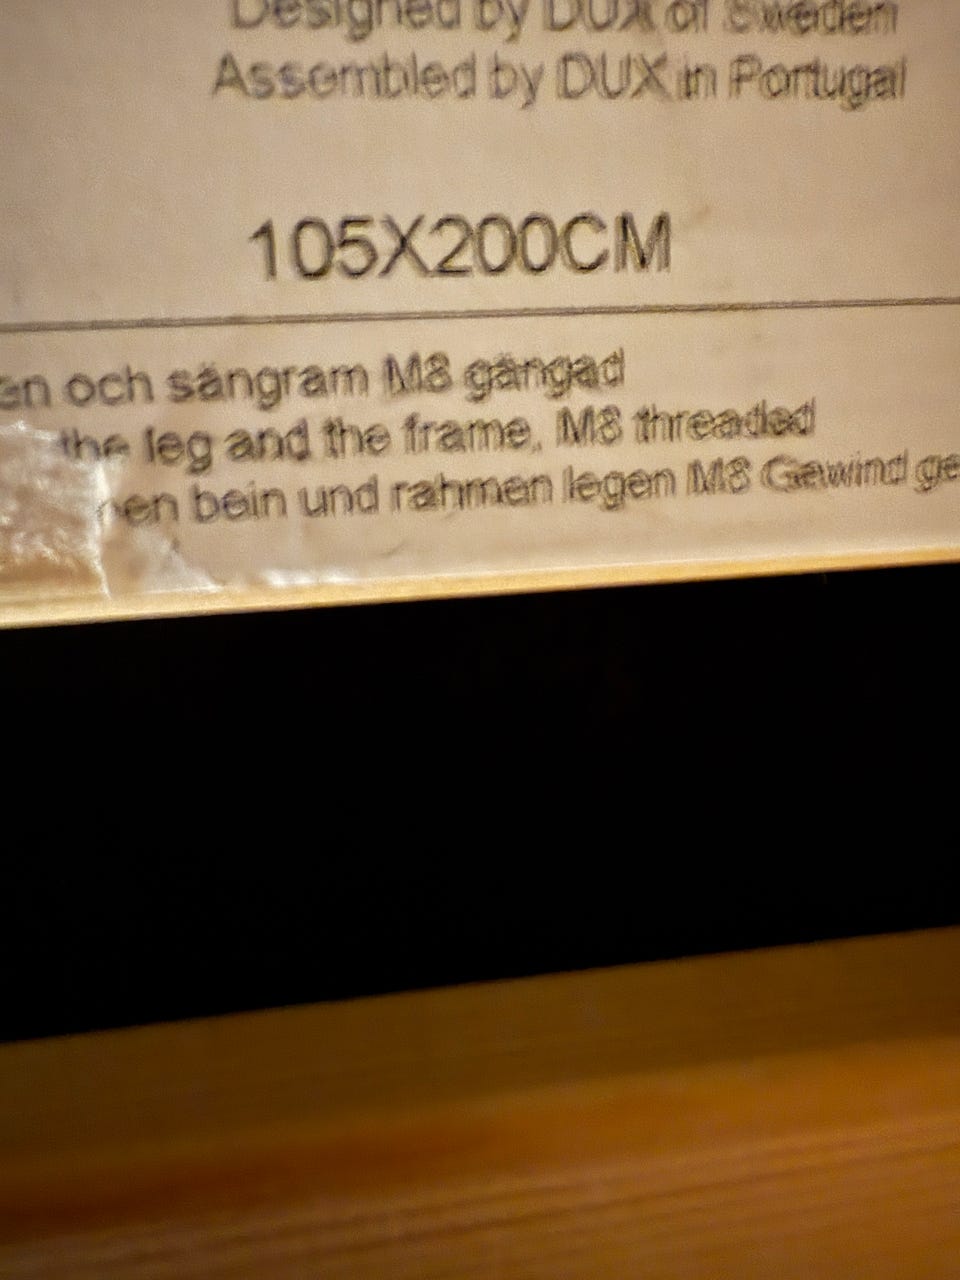 Designed by DUX of Sweden
Assembled by DUX in Portugal
105X200CM
en och sängram M8 gängad
the leg and the frame, M8 threaded
en bein und rahmen legen M8 Gewind ge